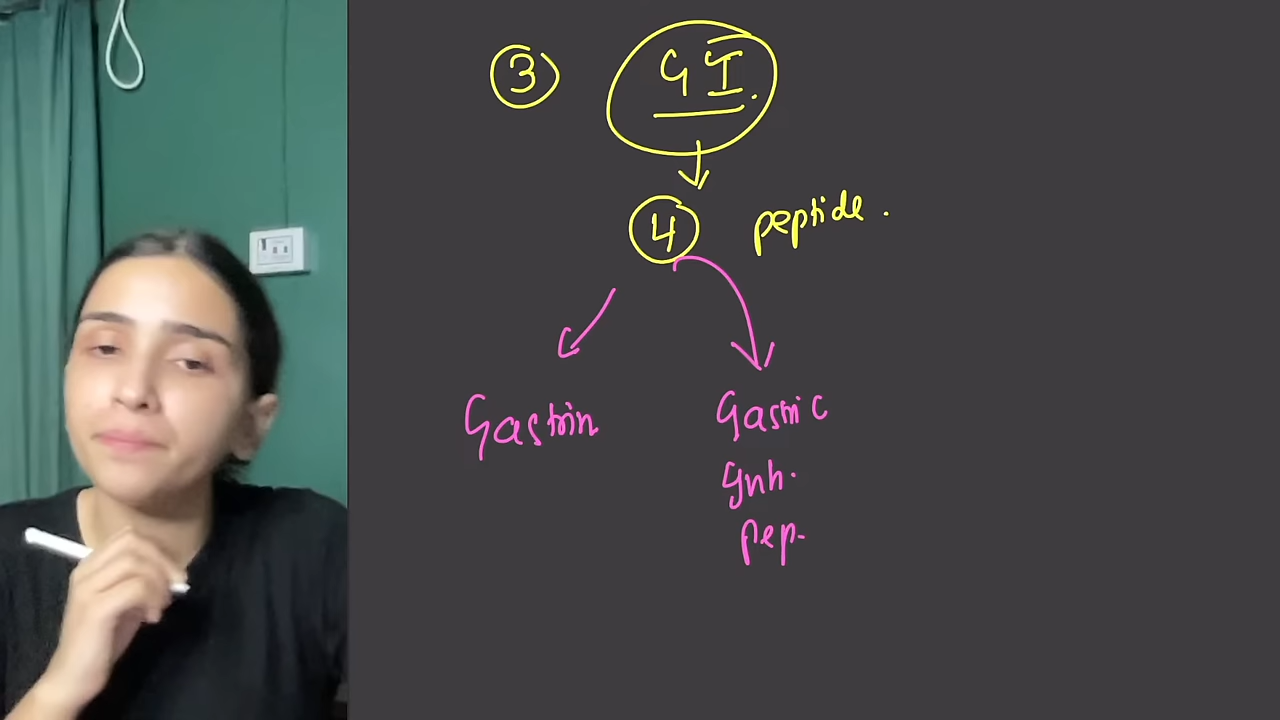 3 GI.
4 peptide.
Gastrin Gastric
Inh.
Pep.